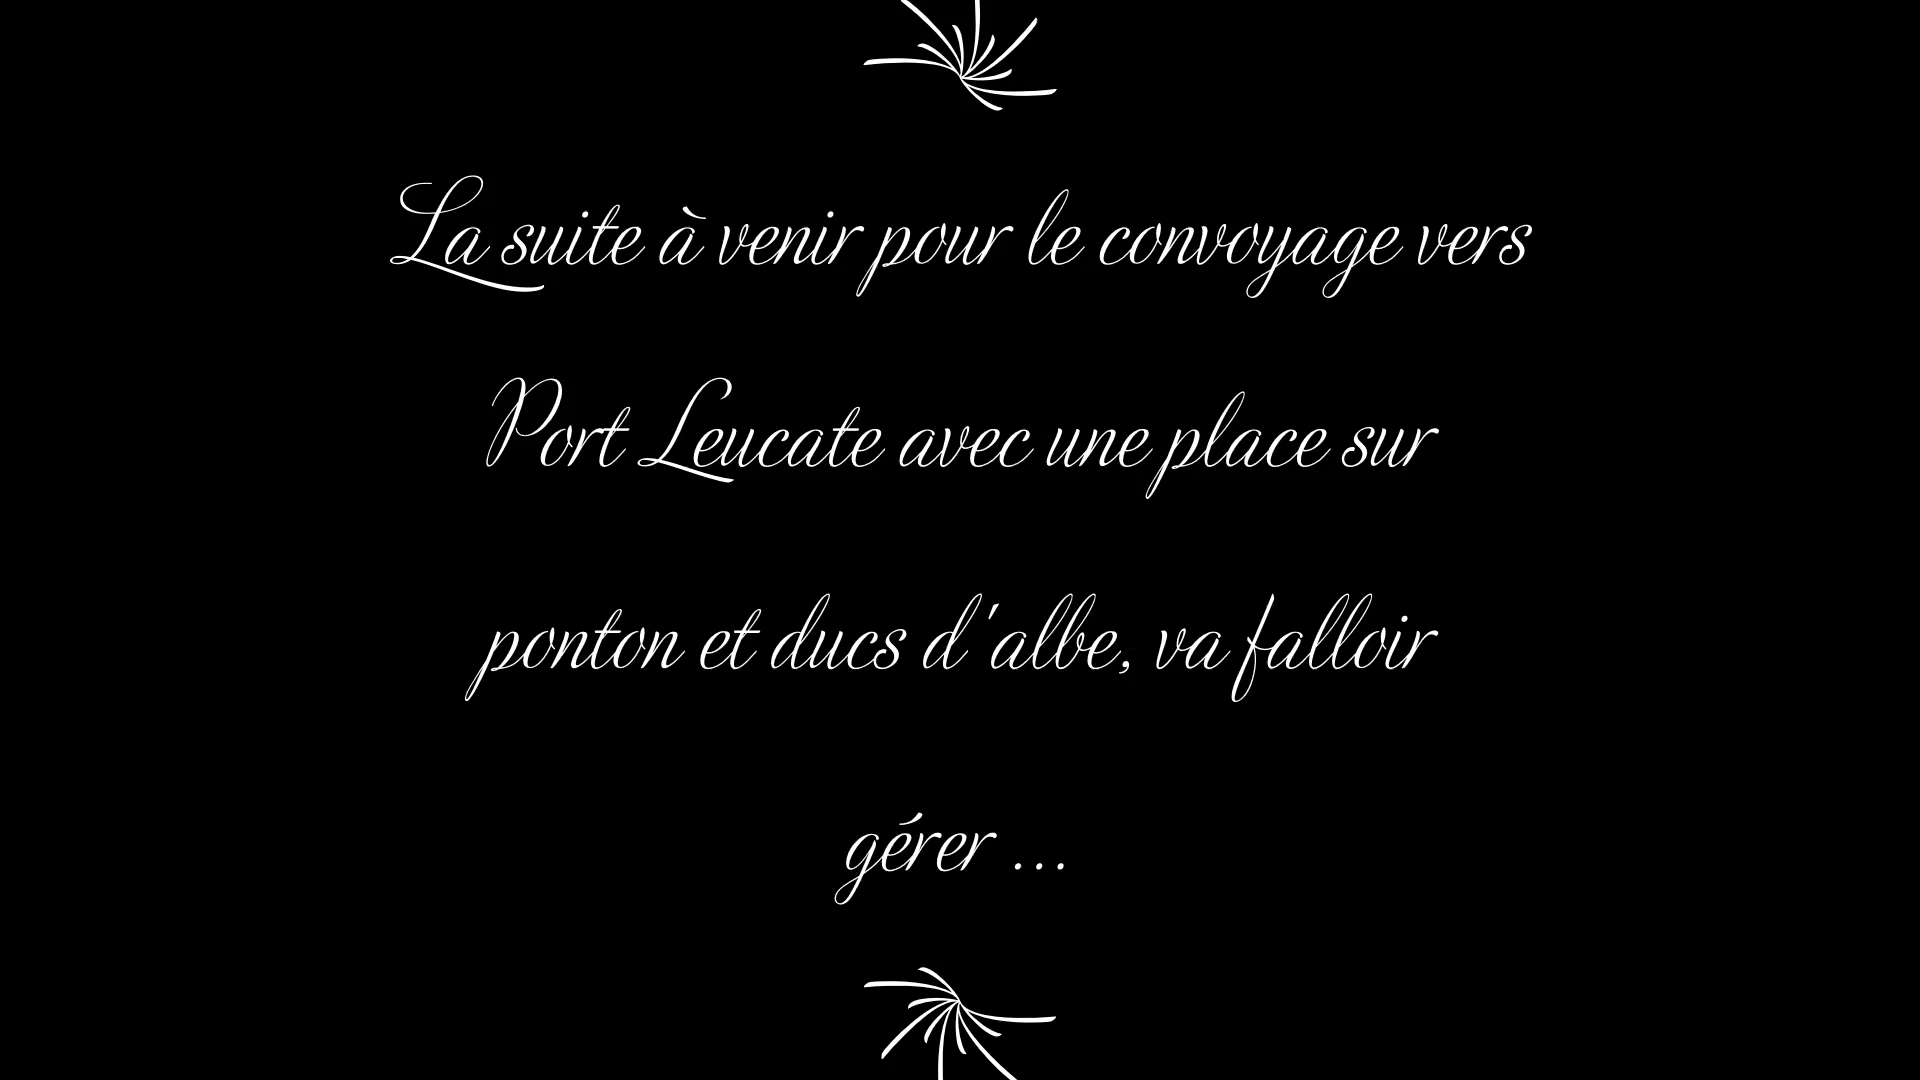 La suite à venir pour le convoyage vers
Port Leucate avec une place sur
ponton et ducs d'albe, va falloir
gérer ...